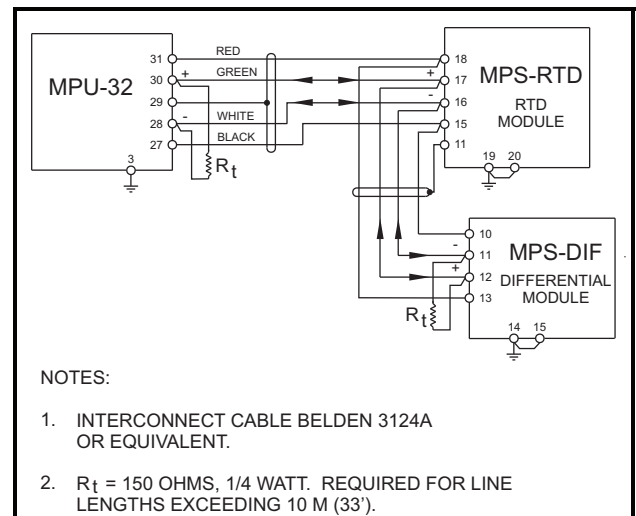 MPU-32
31
30
29
28
27
3
+
-
RED
GREEN
WHITE
BLACK
Rt
18
17
16
15
11
+
-
MPS-RTD
RTD
MODULE
19 20
10
11
12
13
-
+
MPS-DIF
DIFFERENTIAL
MODULE
14 15
Rt
NOTES:
1. INTERCONNECT CABLE BELDEN 3124A
OR EQUIVALENT.
2. Rt = 150 OHMS, 1/4 WATT. REQUIRED FOR LINE
LENGTHS EXCEEDING 10 M (33').